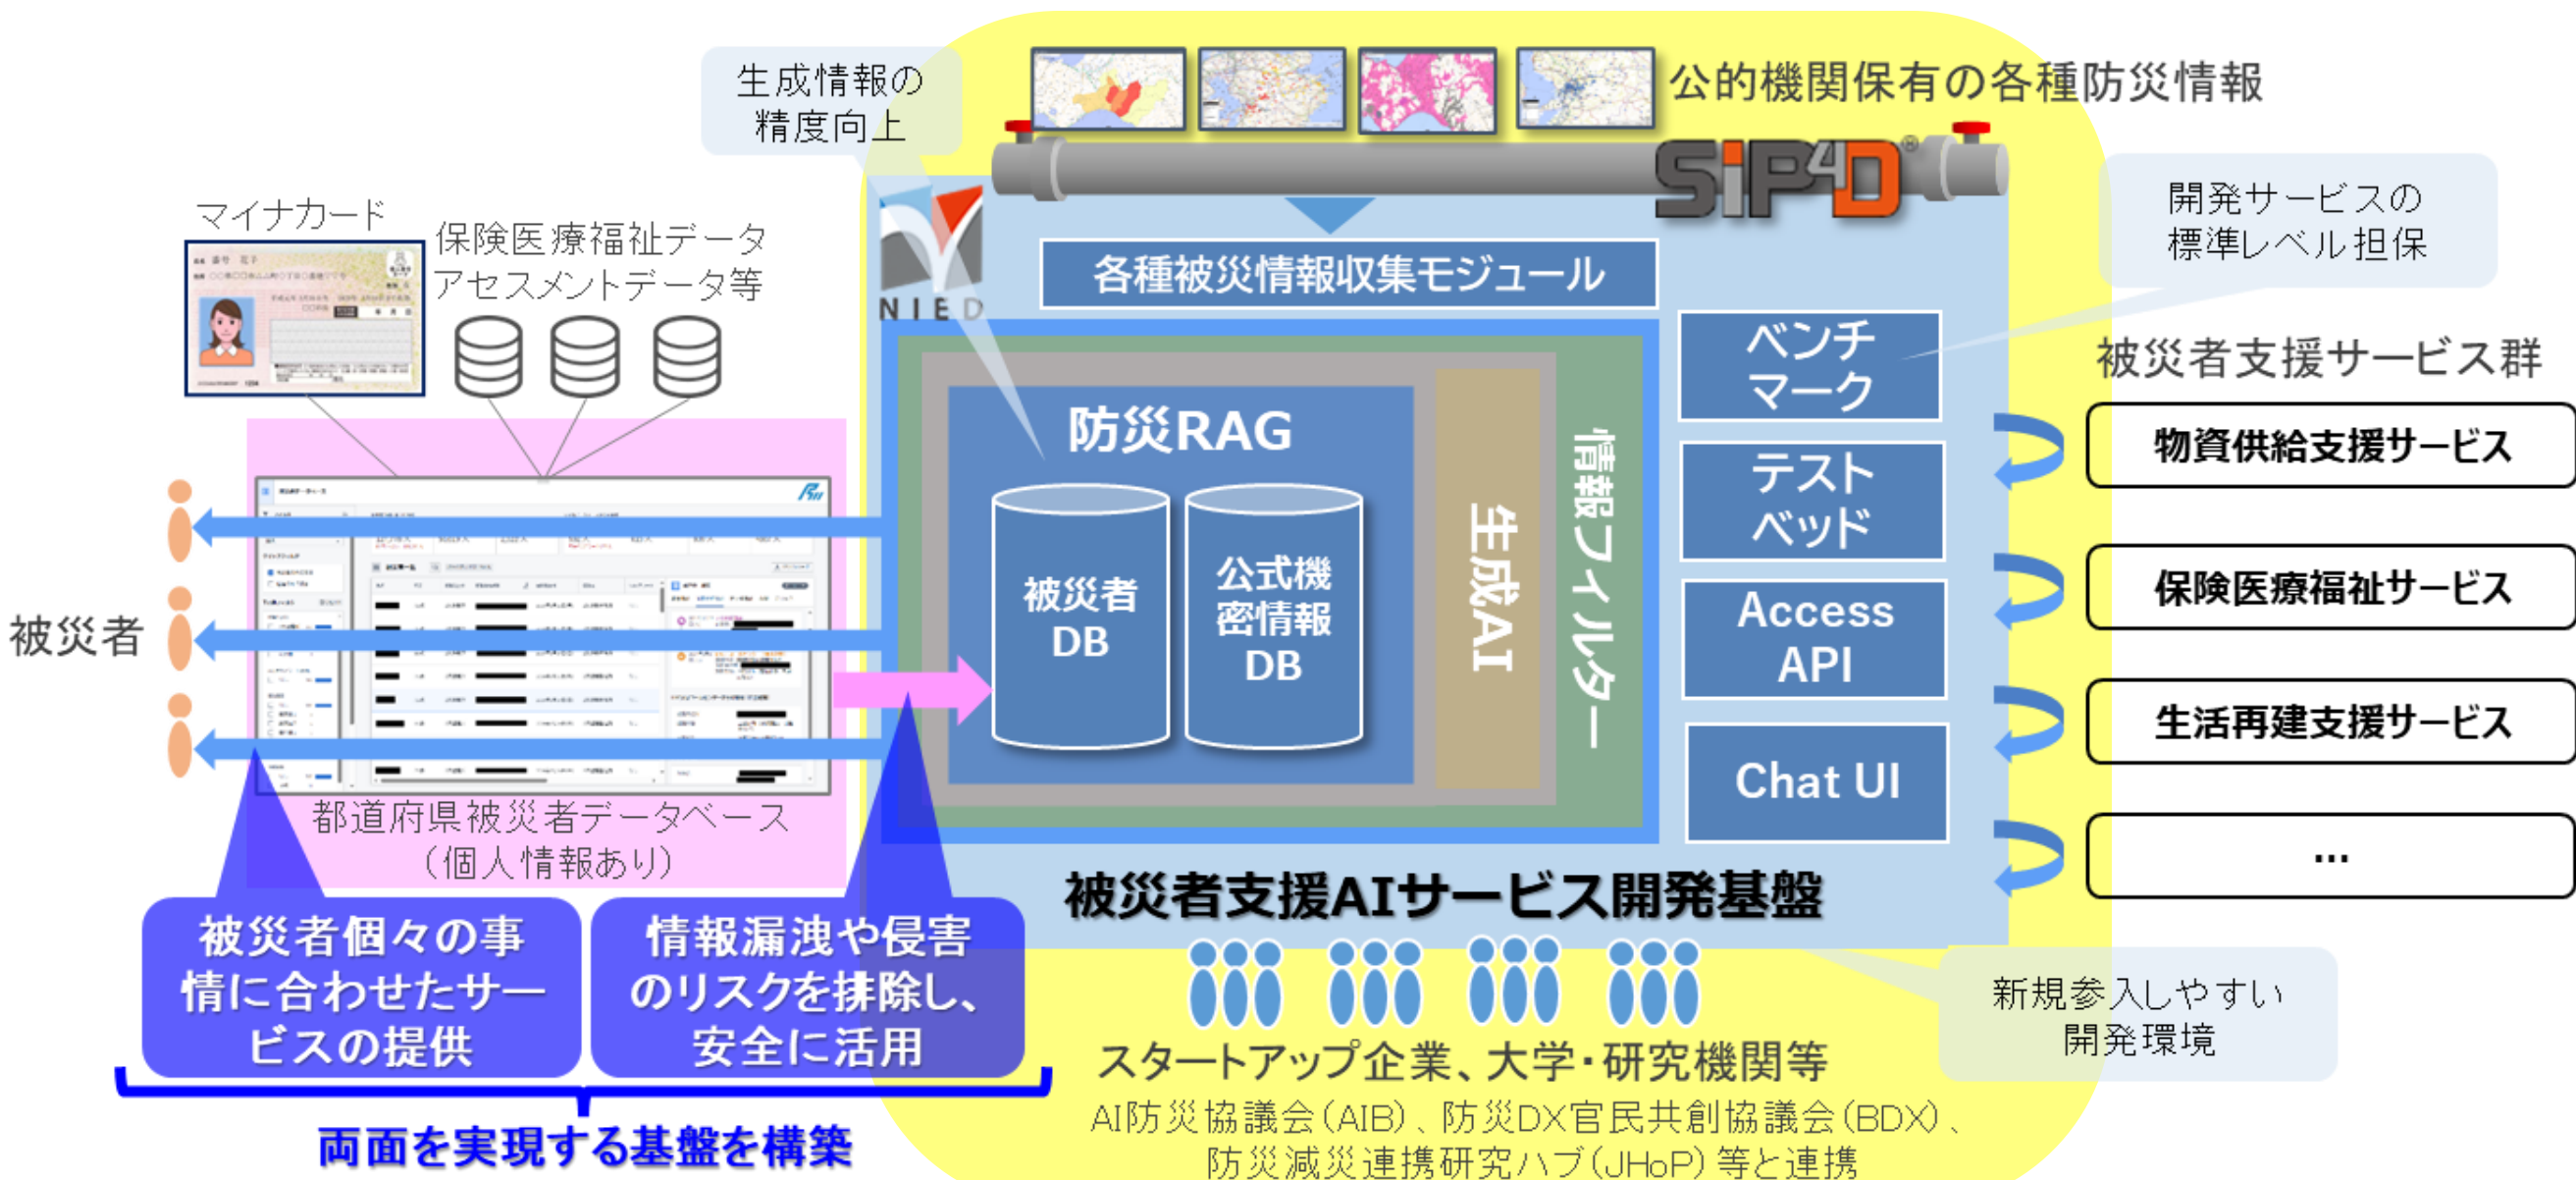 生成情報の
精度向上
公的機関保有の各種防災情報
SiP4D®
NIED
各種被災情報収集モジュール
開発サービスの
標準レベル担保
マイナカード
保険医療福祉データ
アセスメントデータ等
被災者
都道府県被災者データベース
（個人情報あり）
防災RAG
被災者
DB
公式機
密情報
DB
生成AI
情報フィルター
ベンチ
マーク
テスト
ベッド
Access
API
Chat UI
被災者支援サービス群
物資供給支援サービス
保険医療福祉サービス
生活再建支援サービス
…
被災者支援AIサービス開発基盤
被災者個々の事
情に合わせたサー
ビスの提供
情報漏洩や侵害
のリスクを排除し、
安全に活用
両面を実現する基盤を構築
新規参入しやすい
開発環境
スタートアップ企業、大学・研究機関等
AI防災協議会（AIB）、防災DX官民共創協議会（BDX）、
防災減災連携研究ハブ（JHoP）等と連携